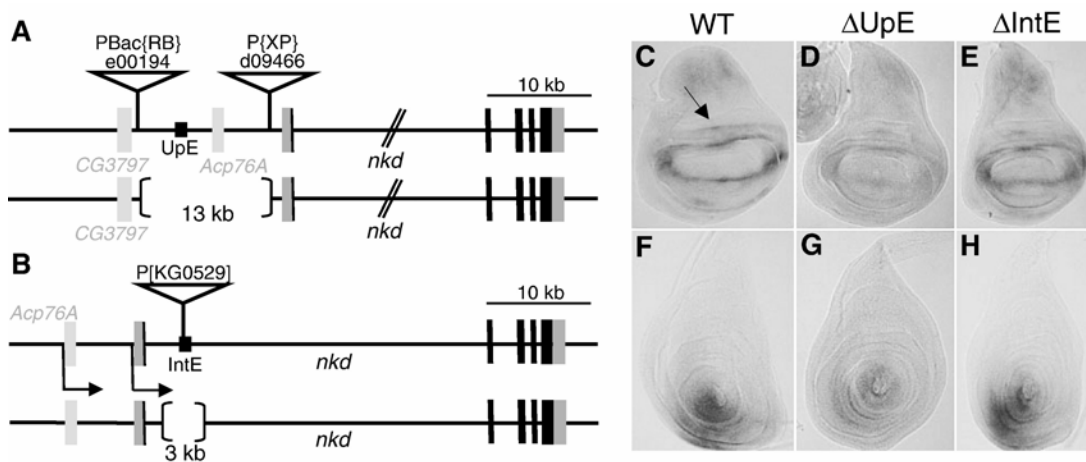 A
PBac{RB}
e00194
P{XP}
d09466
10 kb
UpE
CG3797
Acp76A
nkd
13 kb
CG3797
nkd
B
P[KG0529]
Acp76A
10 kb
IntE
nkd
3 kb
nkd
WT ΔUpE ΔIntE
C D E
F G H